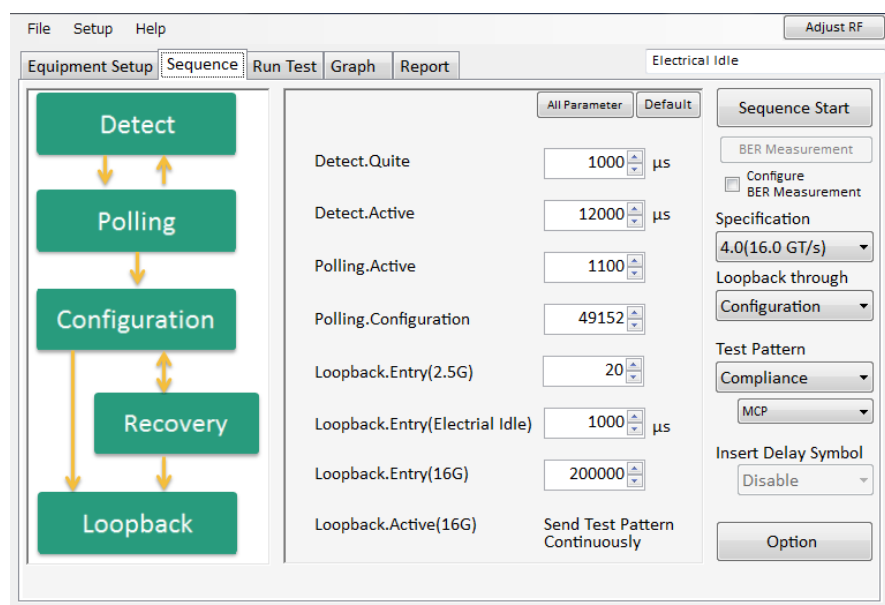 File Setup Help
Adjust RF
Equipment Setup Sequence Run Test Graph Report
Electrical Idle
Detect
Polling
Configuration
Recovery
Loopback
All Parameter Default
Detect.Quite 1000 µs
Detect.Active 12000 µs
Polling.Active 1100
Polling.Configuration 49152
Loopback.Entry(2.5G) 20
Loopback.Entry(Electrial Idle) 1000 µs
Loopback.Entry(16G) 200000
Loopback.Active(16G) Send Test Pattern
Continuously
Sequence Start
BER Measurement
Configure
BER Measurement
Specification
4.0(16.0 GT/s)
Loopback through
Configuration
Test Pattern
Compliance
MCP
Insert Delay Symbol
Disable
Option